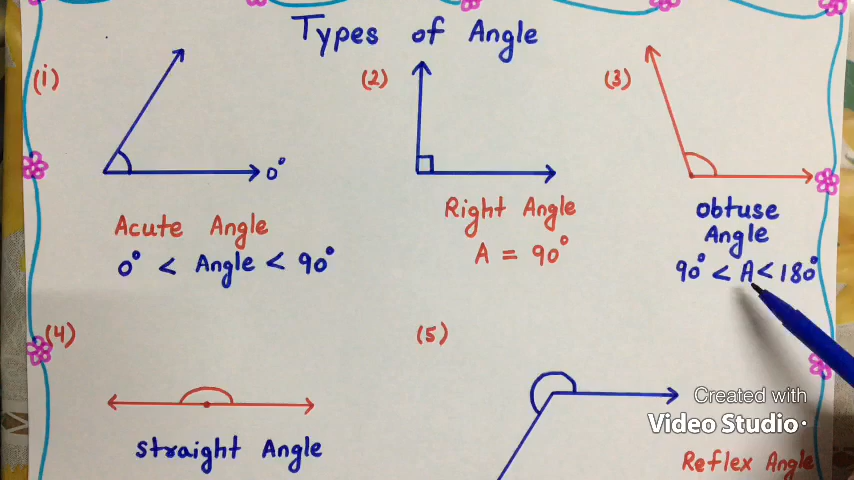 Types of Angle
(1)
(2)
(3)
0°
Acute Angle
0° < Angle < 90°
Right Angle
A = 90°
Obtuse
Angle
90° < A < 180°
(4)
(5)
Straight Angle
Reflex Angle
Created with
Video Studio